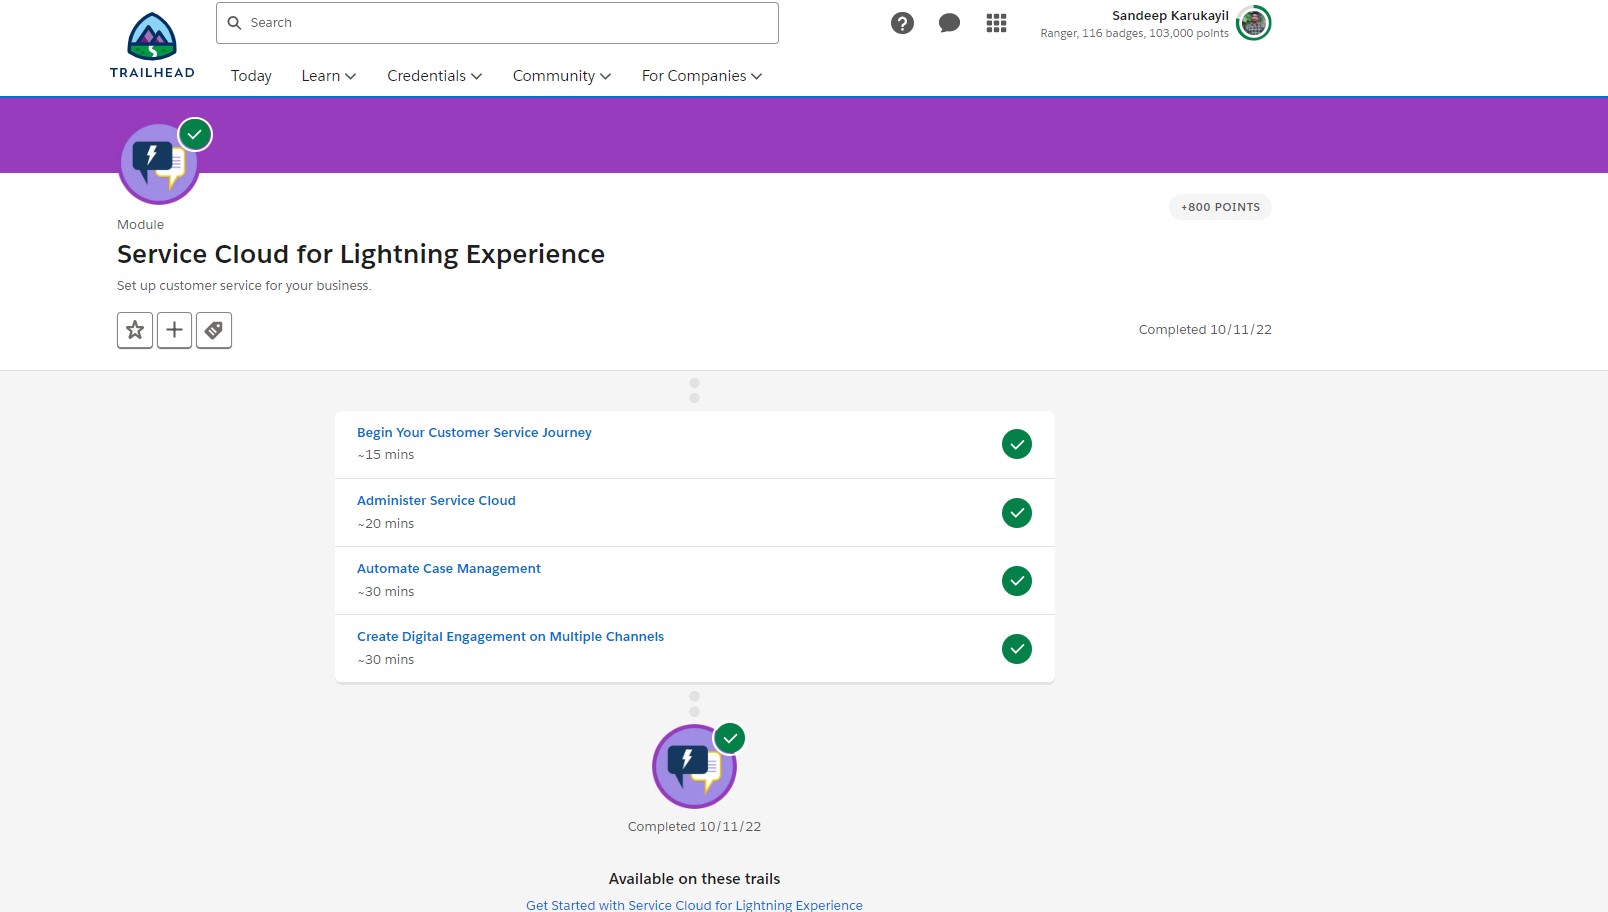 TRAILHEAD
Search
Sandeep Karukayil
Ranger, 116 badges, 103,000 points
Today
Learn
Credentials
Community
For Companies
+800 POINTS
Module
Service Cloud for Lightning Experience
Set up customer service for your business.
Completed 10/11/22
Begin Your Customer Service Journey
~15 mins
Administer Service Cloud
~20 mins
Automate Case Management
~30 mins
Create Digital Engagement on Multiple Channels
~30 mins
Completed 10/11/22
Available on these trails
Get Started with Service Cloud for Lightning Experience